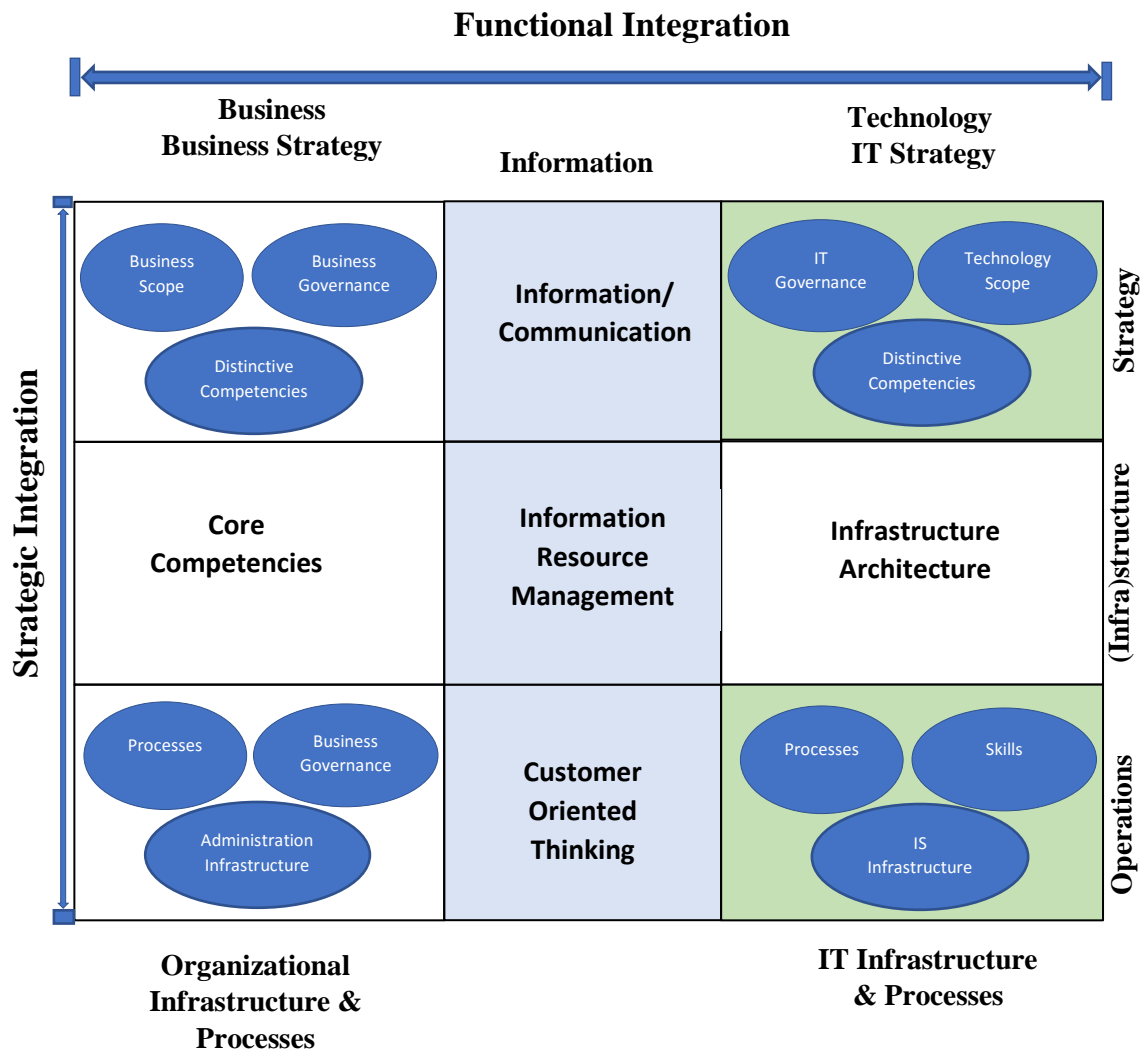 Functional Integration
Business
Business Strategy
Information
Technology
IT Strategy
Strategic Integration
Business
Scope
Business
Governance
Distinctive
Competencies
Information/
Communication
IT
Governance
Technology
Scope
Distinctive
Competencies
Strategy
Core
Competencies
Information
Resource
Management
Infrastructure
Architecture
(Infra)structure
Processes
Business
Governance
Administration
Infrastructure
Customer
Oriented
Thinking
Processes
Skills
IS
Infrastructure
Operations
Organizational
Infrastructure &
Processes
IT Infrastructure
& Processes